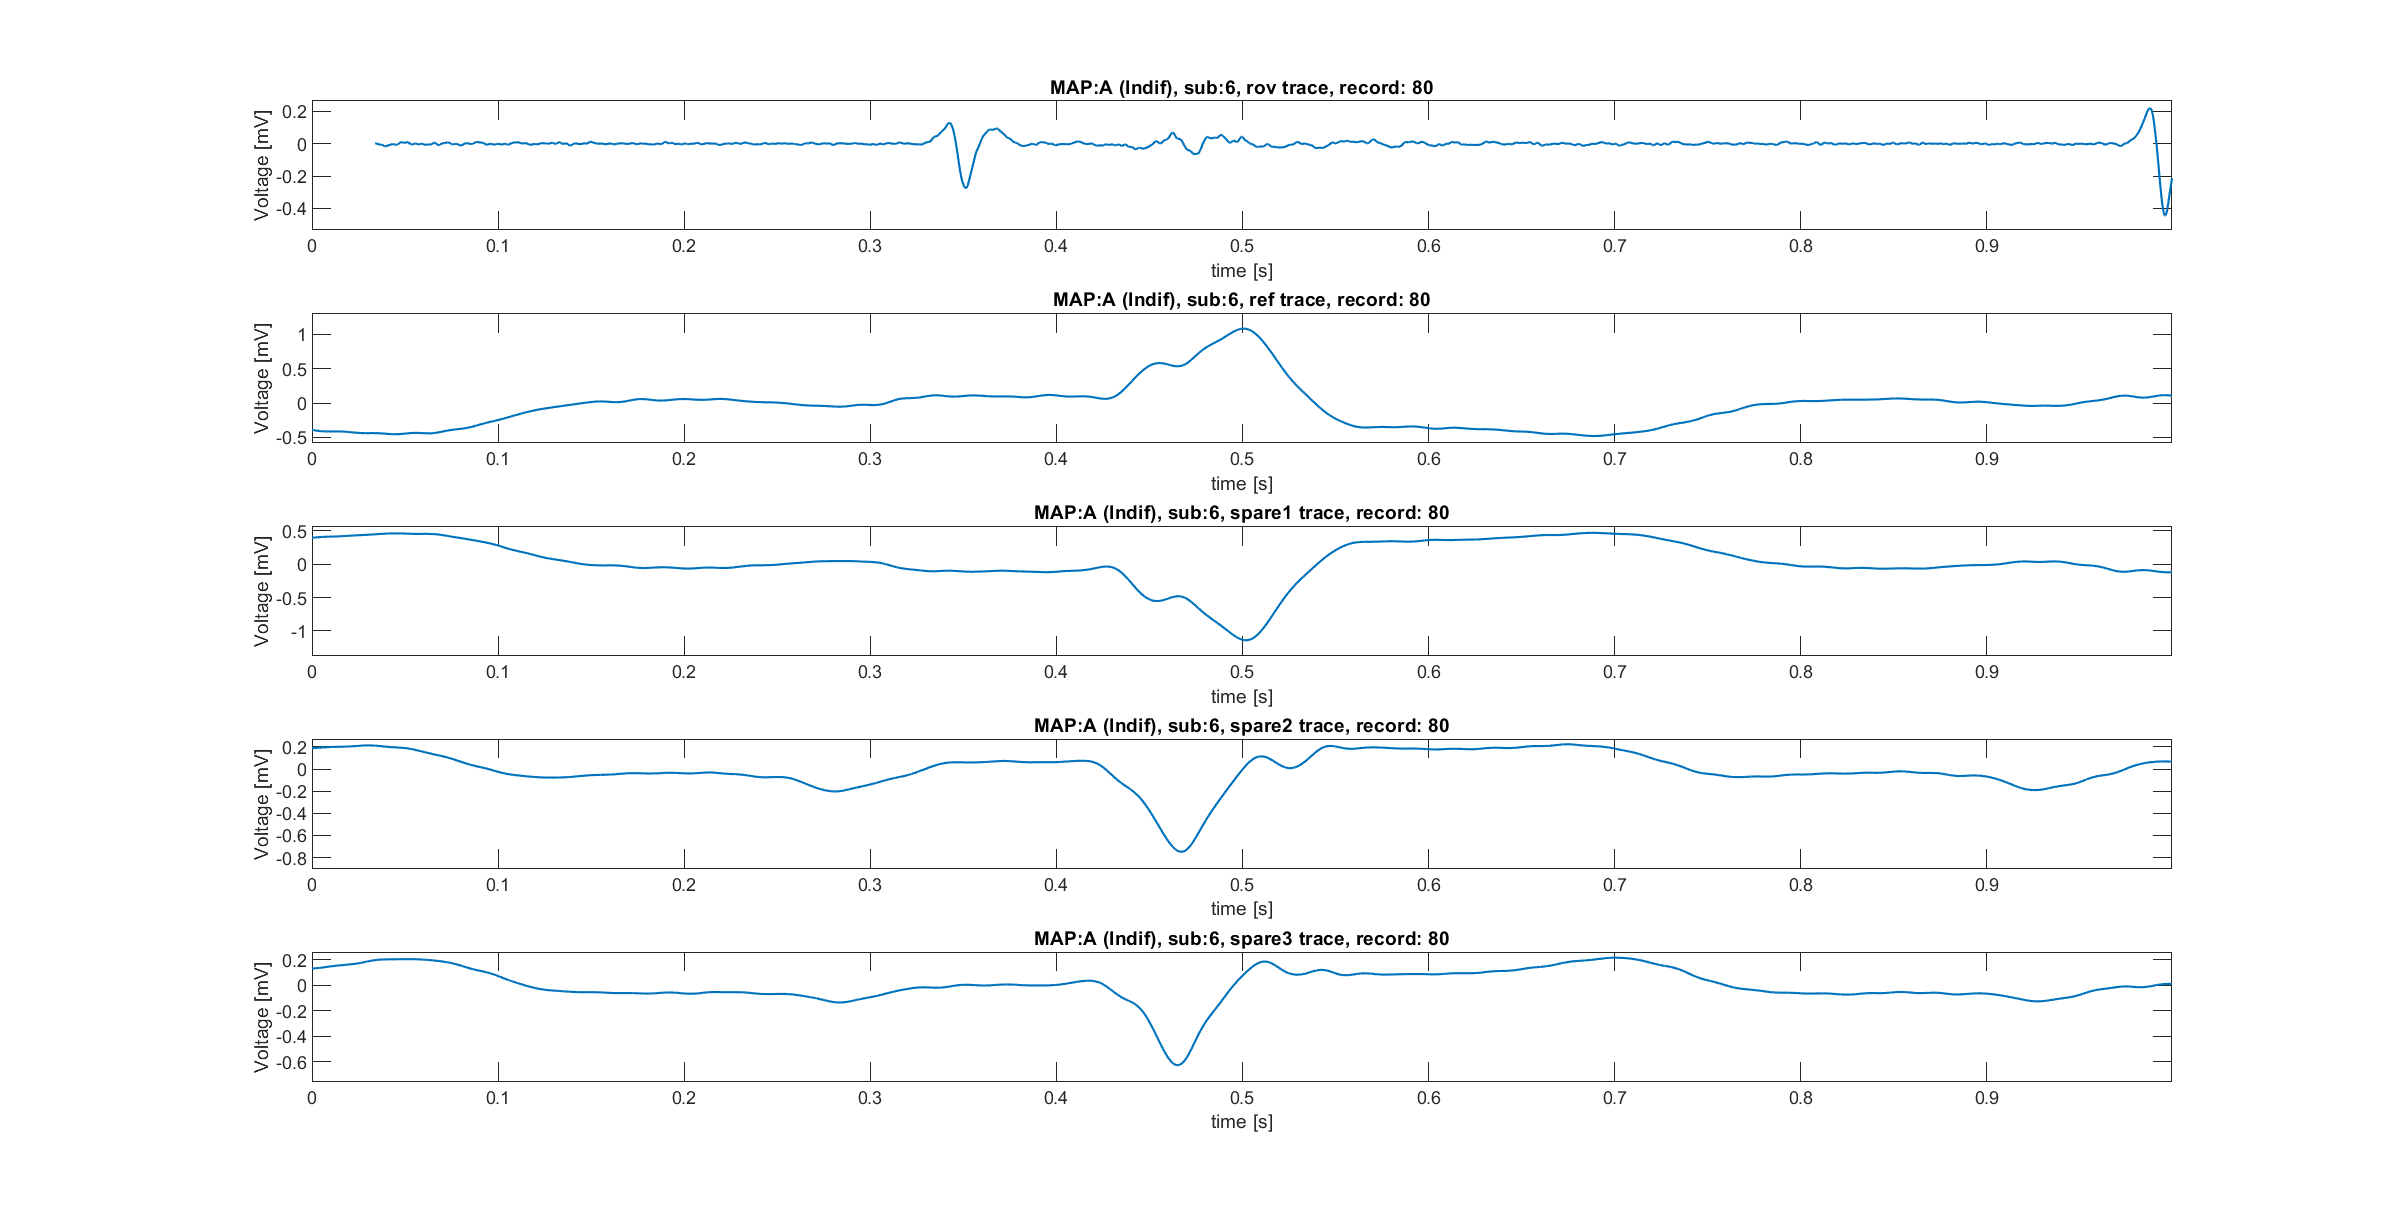 MAP:A (Indif), sub:6, rov trace, record: 80
Voltage [mV]
0.2
0
-0.2
-0.4
0 0.1 0.2 0.3 0.4 0.5 0.6 0.7 0.8 0.9
time [s]
MAP:A (Indif), sub:6, ref trace, record: 80
Voltage [mV]
1
0.5
0
-0.5
0 0.1 0.2 0.3 0.4 0.5 0.6 0.7 0.8 0.9
time [s]
MAP:A (Indif), sub:6, spare1 trace, record: 80
Voltage [mV]
0.5
0
-0.5
-1
0 0.1 0.2 0.3 0.4 0.5 0.6 0.7 0.8 0.9
time [s]
MAP:A (Indif), sub:6, spare2 trace, record: 80
Voltage [mV]
0.2
0
-0.2
-0.4
-0.6
-0.8
0 0.1 0.2 0.3 0.4 0.5 0.6 0.7 0.8 0.9
time [s]
MAP:A (Indif), sub:6, spare3 trace, record: 80
Voltage [mV]
0.2
0
-0.2
-0.4
-0.6
0 0.1 0.2 0.3 0.4 0.5 0.6 0.7 0.8 0.9
time [s]